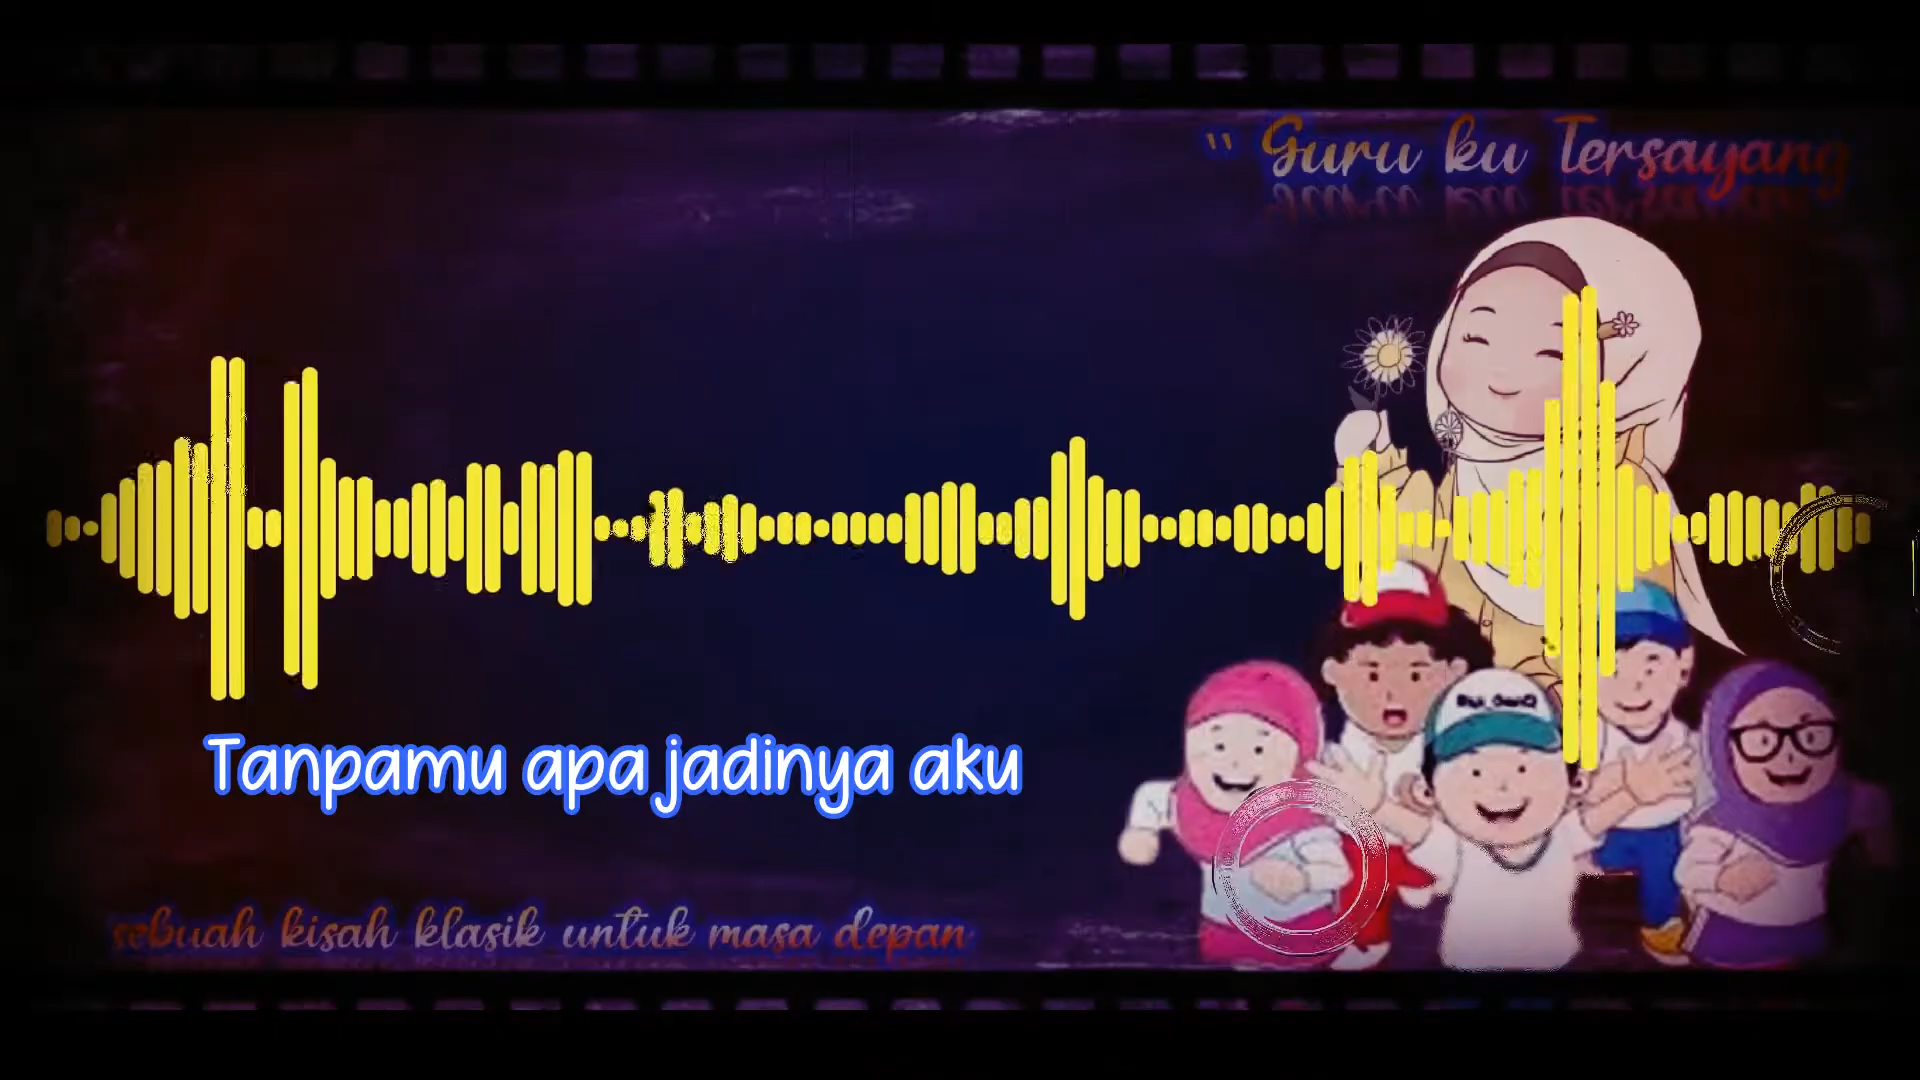 " Guru ku Tersayang
Tanpamu apa jadinya aku
sebuah kisah klasik untuk masa depan